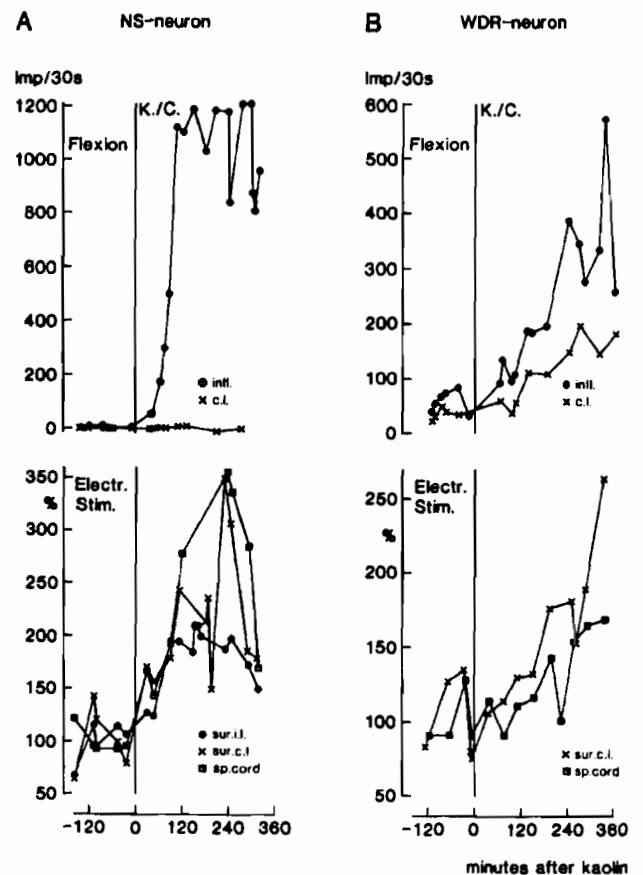 A NS-neuron
B WDR-neuron
Imp/30s
K./C.
Flexion
1200
1000
800
600
400
200
0
infl.
c.l.
Imp/30s
K./C.
Flexion
600
500
400
300
200
100
0
infl.
c.l.
Electr.
Stim.
%
350
300
250
200
150
100
50
sur.i.l.
sur.c.l
sp.cord
-120 0 120 240 360
Electr.
Stim.
%
250
200
150
100
50
sur.c.l.
sp.cord
-120 0 120 240 360
minutes after kaolin